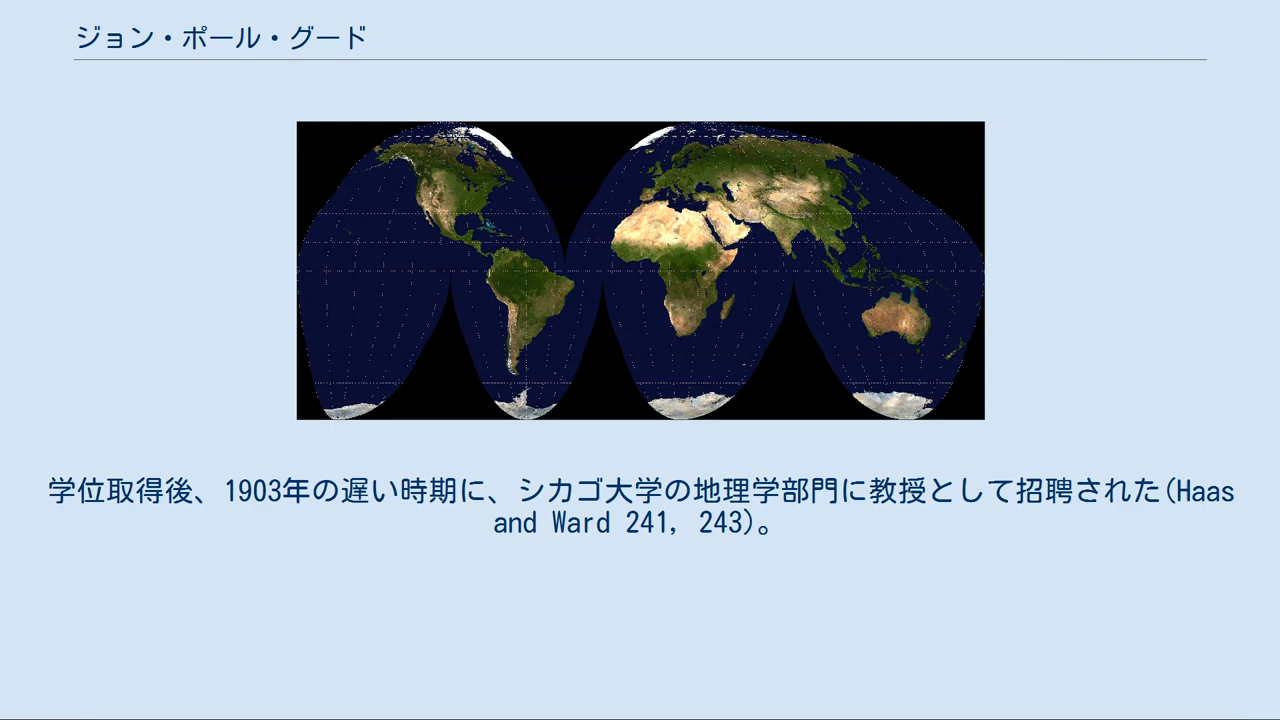 ジョン・ポール・グード
学位取得後、1903年の遅い時期に、シカゴ大学の地理学部門に教授として招聘された(Haas
and Ward 241, 243)。